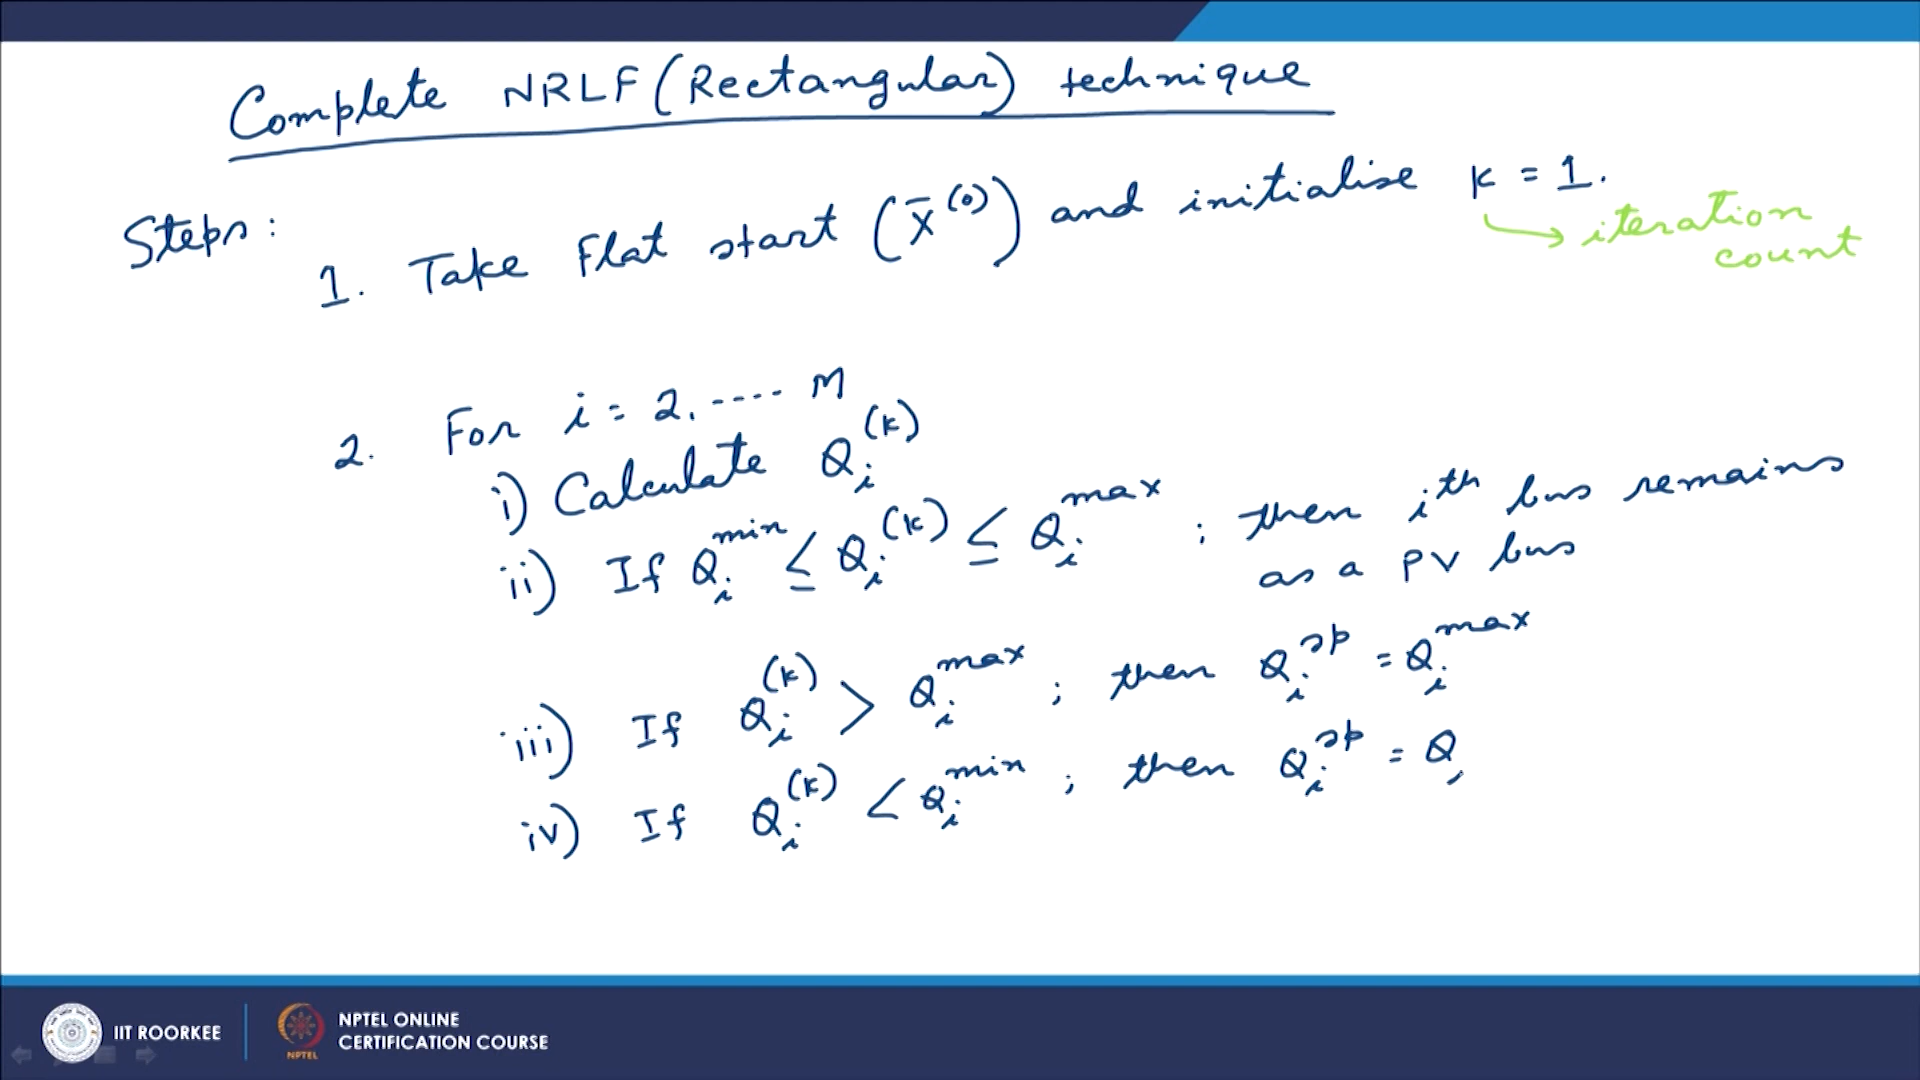 Complete NRLF (Rectangular) technique
Steps:
1. Take Flat start (x̄^(0)) and initialise k = 1.
→ iteration
count
2. For i = 2, ---- M
i) Calculate Q_i^(k)
ii) If Q_i^min ≤ Q_i^(k) ≤ Q_i^max ; then i^th bus remains
as a PV bus
iii) If Q_i^(k) > Q_i^max ; then Q_i^sp = Q_i^max
iv) If Q_i^(k) < Q_i^min ; then Q_i^sp = Q
IIT ROORKEE
NPTEL
NPTEL ONLINE
CERTIFICATION COURSE